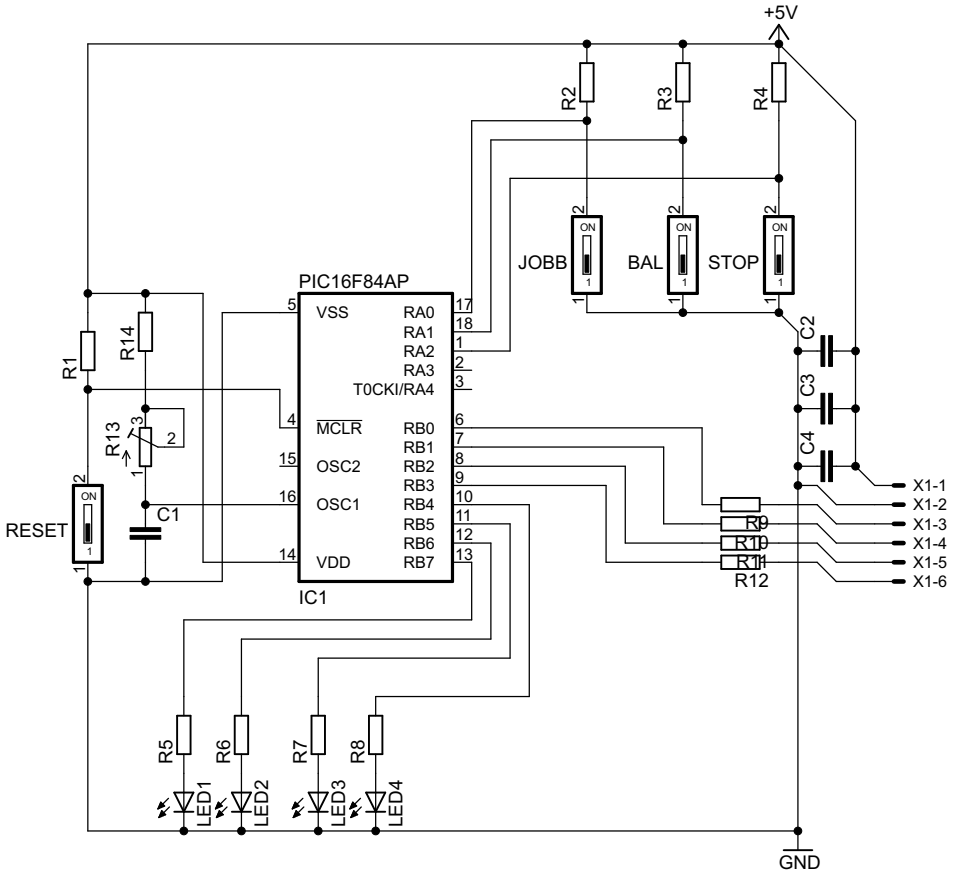 +5V
R2
R3
R4
2
ON
1
1
JOBB
2
ON
1
1
BAL
2
ON
1
1
STOP
PIC16F84AP
5 VSS
4 MCLR
15 OSC2
16 OSC1
14 VDD
RA0 17
RA1 18
RA2 1
RA3 2
T0CKI/RA4 3
RB0 6
RB1 7
RB2 8
RB3 9
RB4 10
RB5 11
RB6 12
RB7 13
IC1
R1
R14
R13
3
2
1
C1
RESET
2
ON
1
1
C2
C3
C4
X1-1
X1-2
X1-3
X1-4
X1-5
X1-6
R9
R10
R11
R12
R5
R6
R7
R8
LED1
LED2
LED3
LED4
GND